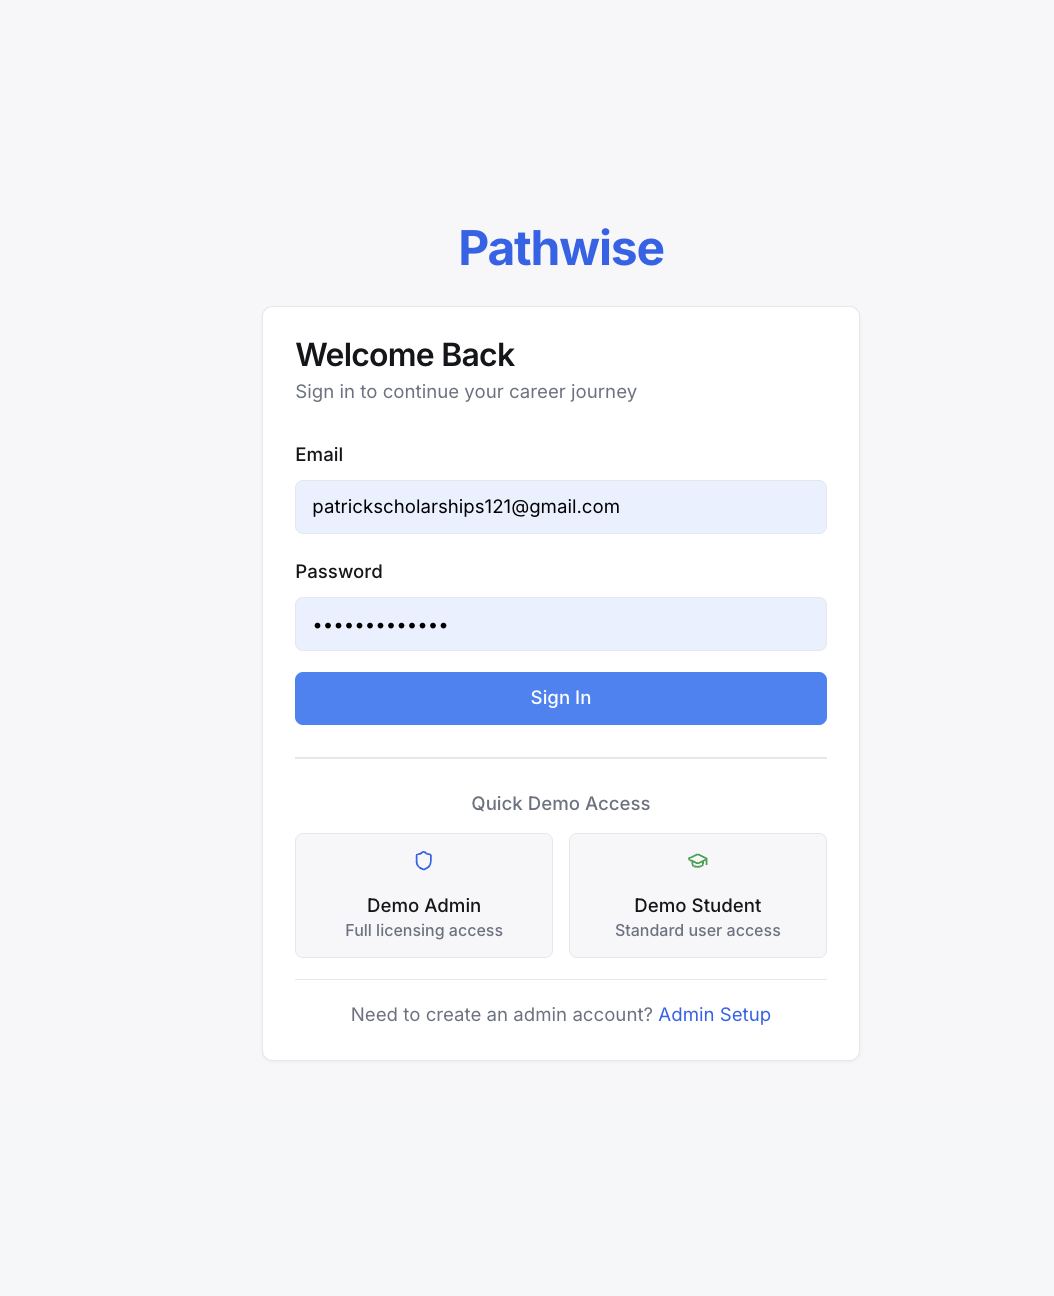 Pathwise
Welcome Back
Sign in to continue your career journey
Email
patrickscholarships121@gmail.com
Password
•••••••••••••
Sign In
Quick Demo Access
Demo Admin
Full licensing access
Demo Student
Standard user access
Need to create an admin account? Admin Setup